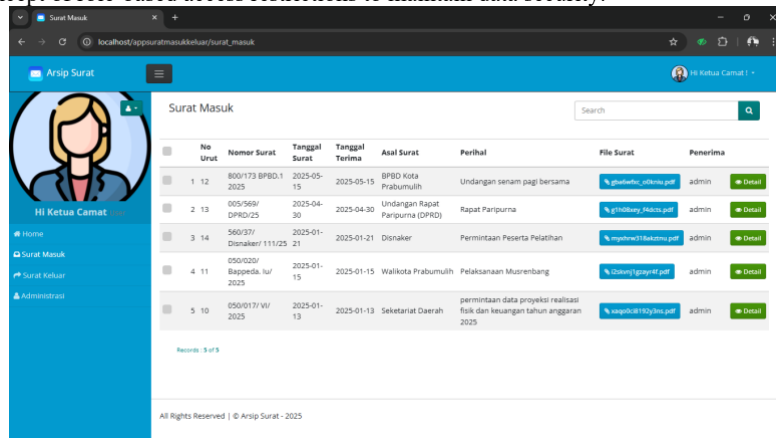 Surat Masuk
localhost/appsuratmasukkeluar/surat_masuk
Arsip Surat
Hi Ketua Camat !
Hi Ketua Camat
Home
Surat Masuk
Surat Keluar
Administrasi
Surat Masuk
Search
No Urut Nomor Surat Tanggal Surat Tanggal Terima Asal Surat Perihal File Surat Penerima
1 12 800/173 BPBD.1 2025 2025-05-15 2025-05-15 BPBD Kota Prabumulih Undangan senam pagi bersama admin Detail
2 13 005/569/ DPRD/25 2025-04-30 2025-04-30 Undangan Rapat Paripurna (DPRD) Rapat Paripurna admin Detail
3 14 560/37/ Disnaker/ 111/25 2025-01-21 2025-01-21 Disnaker Permintaan Peserta Pelatihan admin Detail
4 11 050/020/ Bappeda. Iu/ 2025 2025-01-15 2025-01-15 Walikota Prabumulih Pelaksanaan Musrenbang admin Detail
5 10 050/017/ VI/ 2025 2025-01-13 2025-01-13 Seketariat Daerah permintaan data proyeksi realisasi fisik dan keuangan tahun anggaran 2025 admin Detail
Records : 5 of 5
All Rights Reserved | © Arsip Surat - 2025